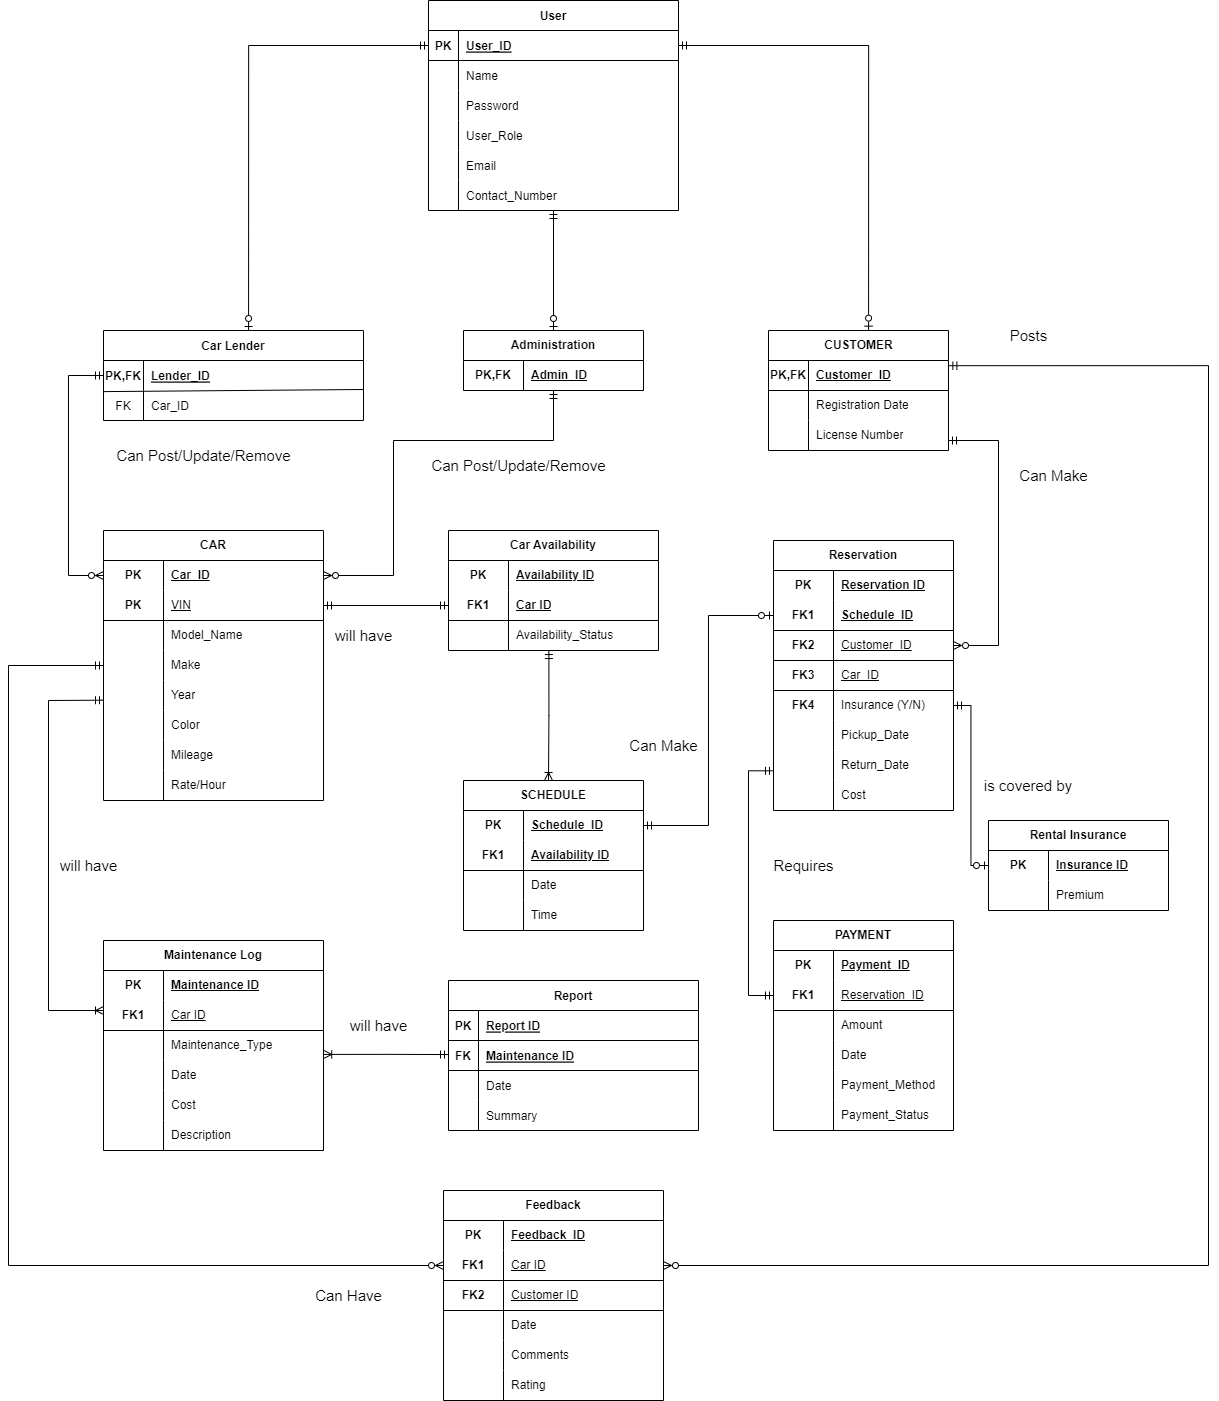 User
PK User_ID
Name
Password
User_Role
Email
Contact_Number
Car Lender
PK,FK Lender_ID
FK Car_ID
Administration
PK,FK Admin_ID
CUSTOMER
PK,FK Customer_ID
Registration Date
License Number
Posts
Can Post/Update/Remove
Can Post/Update/Remove
Can Make
CAR
PK Car_ID
PK VIN
Model_Name
Make
Year
Color
Mileage
Rate/Hour
will have
Car Availability
PK Availability ID
FK1 Car ID
Availability_Status
Reservation
PK Reservation ID
FK1 Schedule_ID
FK2 Customer_ID
FK3 Car_ID
FK4 Insurance (Y/N)
Pickup_Date
Return_Date
Cost
Can Make
is covered by
SCHEDULE
PK Schedule_ID
FK1 Availability ID
Date
Time
Rental Insurance
PK Insurance ID
Premium
will have
Requires
Maintenance Log
PK Maintenance ID
FK1 Car ID
Maintenance_Type
Date
Cost
Description
will have
Report
PK Report ID
FK Maintenance ID
Date
Summary
PAYMENT
PK Payment_ID
FK1 Reservation_ID
Amount
Date
Payment_Method
Payment_Status
Feedback
PK Feedback_ID
FK1 Car ID
FK2 Customer ID
Date
Comments
Rating
Can Have